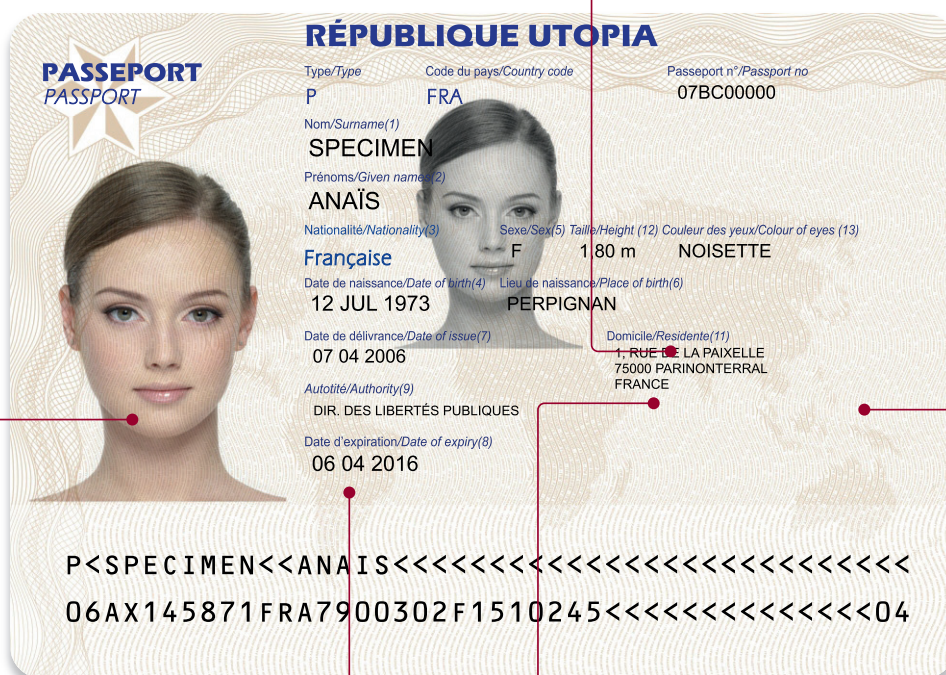 RÉPUBLIQUE UTOPIA
PASSEPORT
PASSPORT
Type/Type Code du pays/Country code Passeport n°/Passport no
P FRA 07BC00000
Nom/Surname(1)
SPECIMEN
Prénoms/Given names(2)
ANAÏS
Nationalité/Nationality(3) Sexe/Sex(5) Taille/Height (12) Couleur des yeux/Colour of eyes (13)
Française F 1,80 m NOISETTE
Date de naissance/Date of birth(4) Lieu de naissance/Place of birth(6)
12 JUL 1973 PERPIGNAN
Date de délivrance/Date of issue(7) Domicile/Residente(11)
07 04 2006 1, RUE DE LA PAIXELLE
75000 PARINONTERRAL
FRANCE
Autotité/Authority(9)
DIR. DES LIBERTÉS PUBLIQUES
Date d'expiration/Date of expiry(8)
06 04 2016
P<SPECIMEN<<ANAIS<<<<<<<<<<<<<<<<<<<<<<<<<<<
06AX145871FRA7900302F1510245<<<<<<<<<<<<<<04